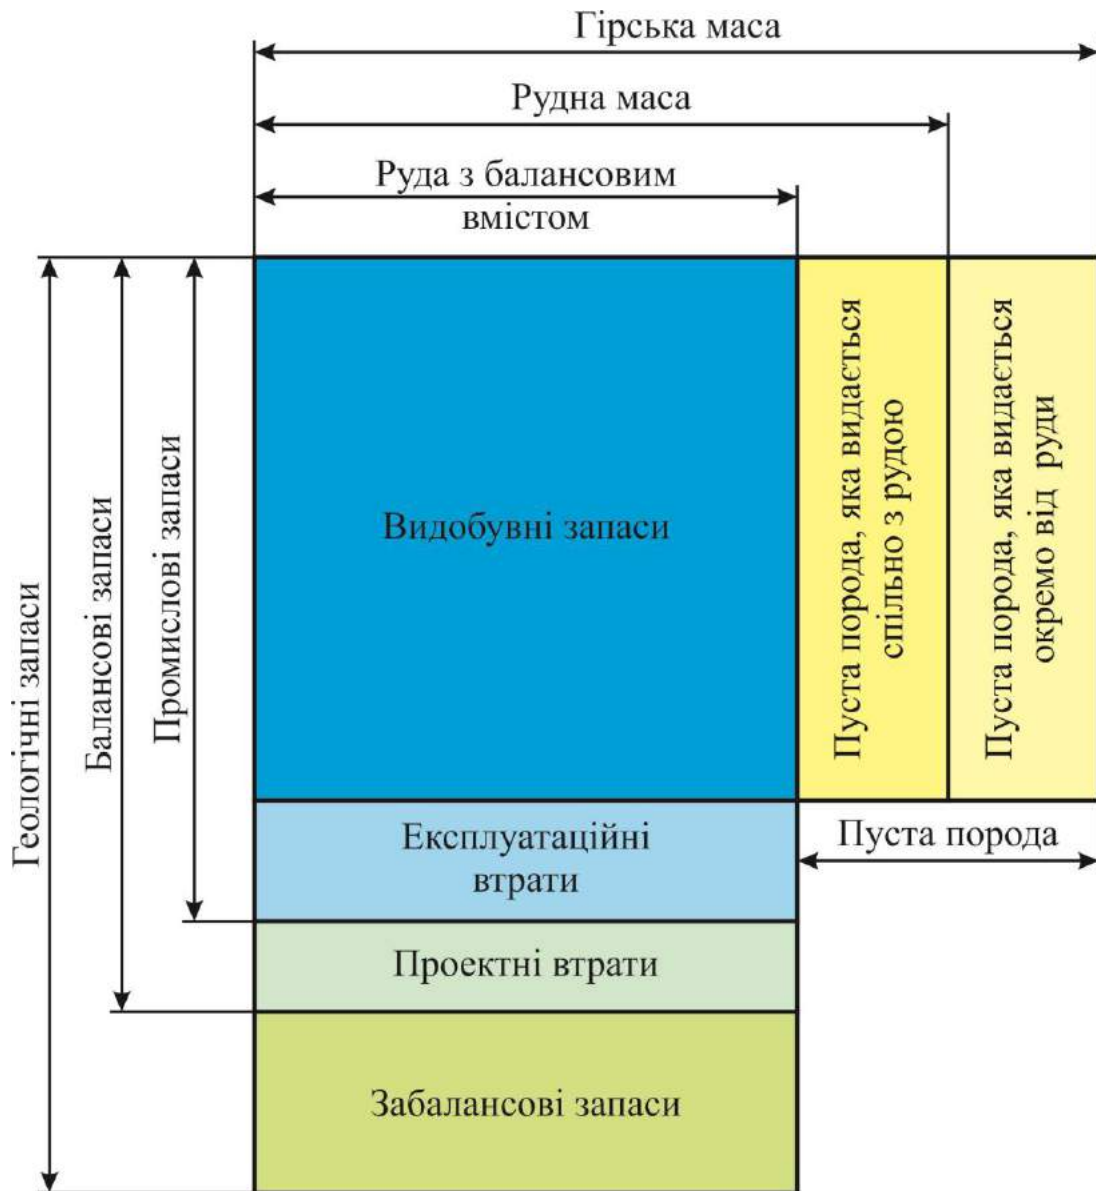 Гірська маса
Рудна маса
Руда з балансовим
вмістом
Геологічні запаси
Балансові запаси
Промислові запаси
Видобувні запаси
Пуста порода, яка видається
спільно з рудою
Пуста порода, яка видається
окремо від руди
Експлуатаційні
втрати
Пуста порода
Проектні втрати
Забалансові запаси